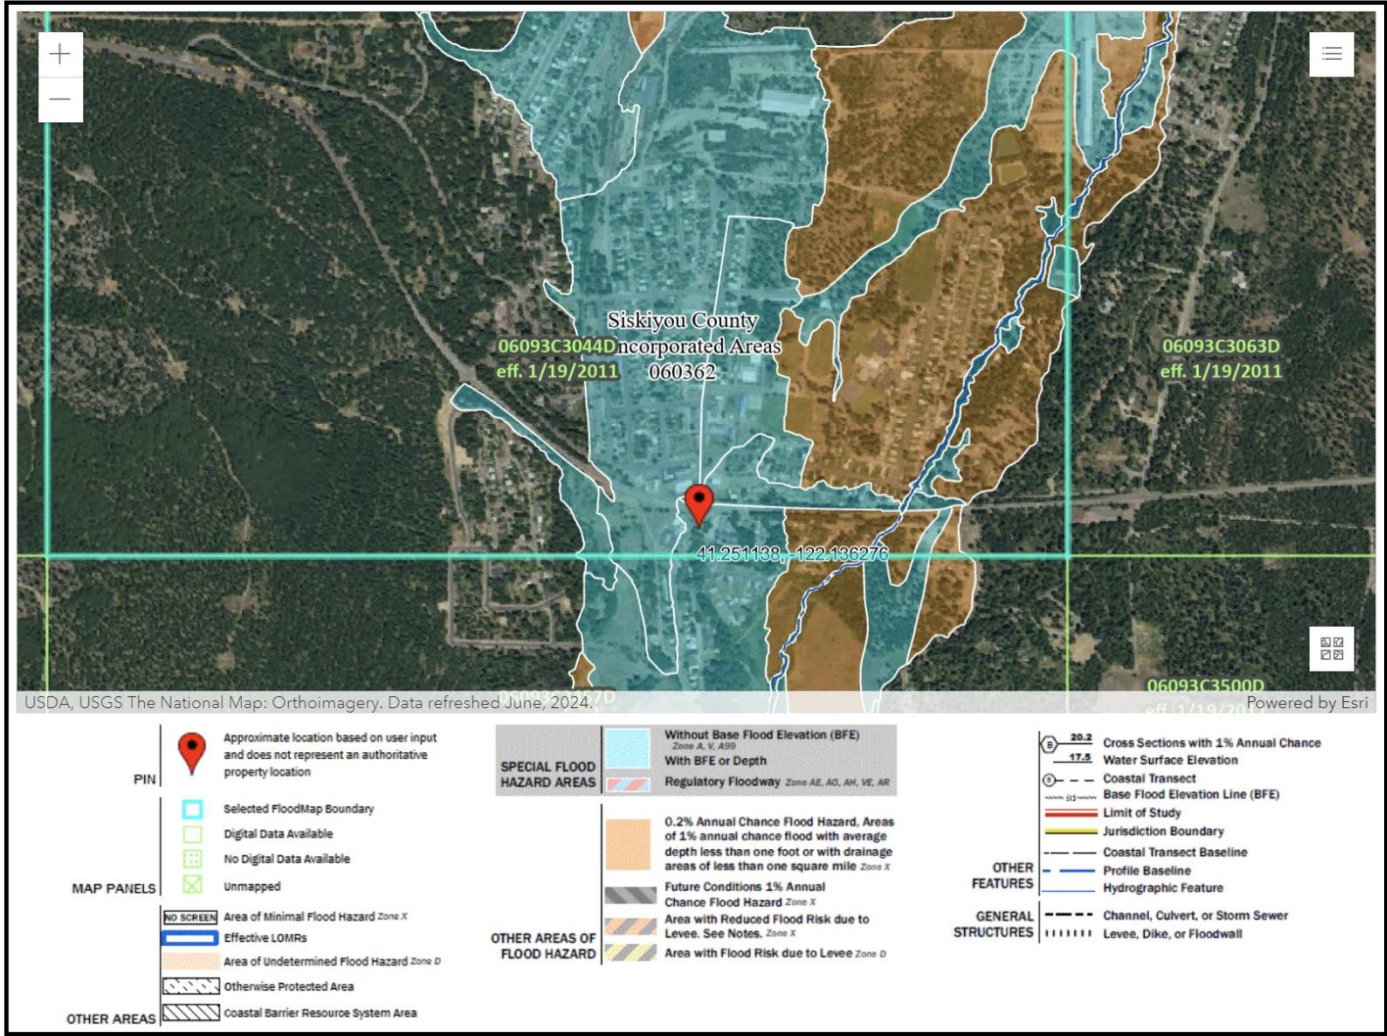 Siskiyou County
ncorporated Areas
060362
06093C3044D
eff. 1/19/2011
06093C3063D
eff. 1/19/2011
41.251138, -122.136276
06093C3500D
eff. 1/19/2011
USDA, USGS The National Map: Orthoimagery. Data refreshed June, 2024.
Powered by Esri
PIN
Approximate location based on user input
and does not represent an authoritative
property location
Selected FloodMap Boundary
Digital Data Available
No Digital Data Available
MAP PANELS
Unmapped
NO SCREEN Area of Minimal Flood Hazard Zone X
Effective LOMRs
Area of Undetermined Flood Hazard Zone D
Otherwise Protected Area
OTHER AREAS
Coastal Barrier Resource System Area
SPECIAL FLOOD
HAZARD AREAS
Without Base Flood Elevation (BFE)
Zone A, V, A99
With BFE or Depth
Regulatory Floodway Zone AE, AO, AH, VE, AR
0.2% Annual Chance Flood Hazard, Areas
of 1% annual chance flood with average
depth less than one foot or with drainage
areas of less than one square mile Zone X
Future Conditions 1% Annual
Chance Flood Hazard Zone X
Area with Reduced Flood Risk due to
Levee. See Notes. Zone X
OTHER AREAS OF
FLOOD HAZARD
Area with Flood Risk due to Levee Zone D
B 20.2 Cross Sections with 1% Annual Chance
17.5 Water Surface Elevation
8 Coastal Transect
513 Base Flood Elevation Line (BFE)
Limit of Study
Jurisdiction Boundary
Coastal Transect Baseline
OTHER
FEATURES
Profile Baseline
Hydrographic Feature
GENERAL
STRUCTURES
Channel, Culvert, or Storm Sewer
Levee, Dike, or Floodwall